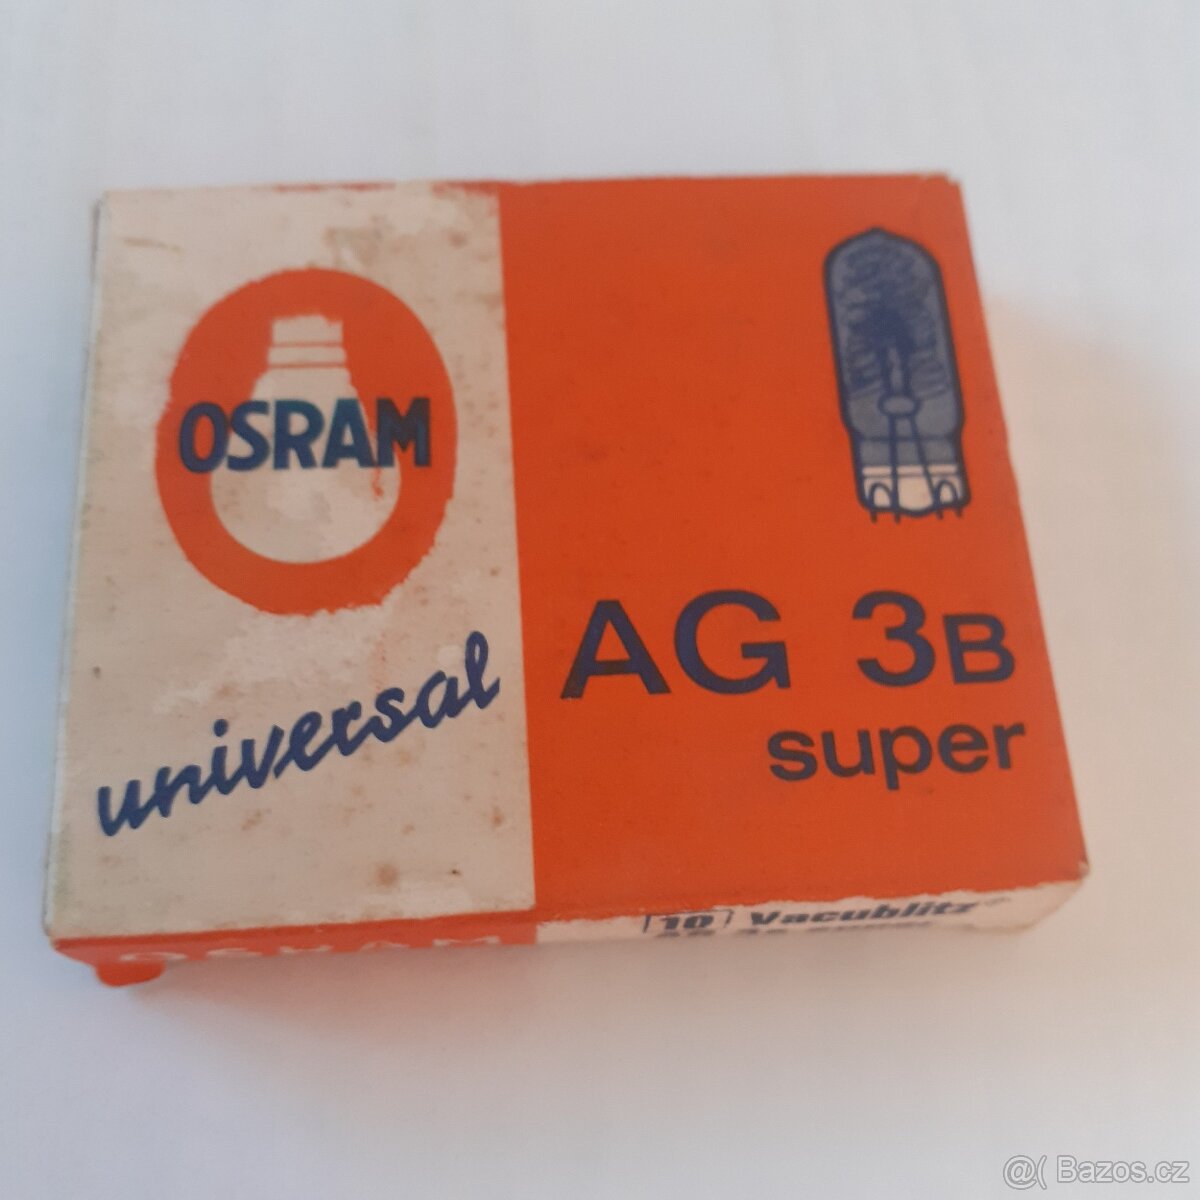 OSRAM
universal
AG 3B
super
OSRAM
10 Vacublitz®
@( Bazos.cz